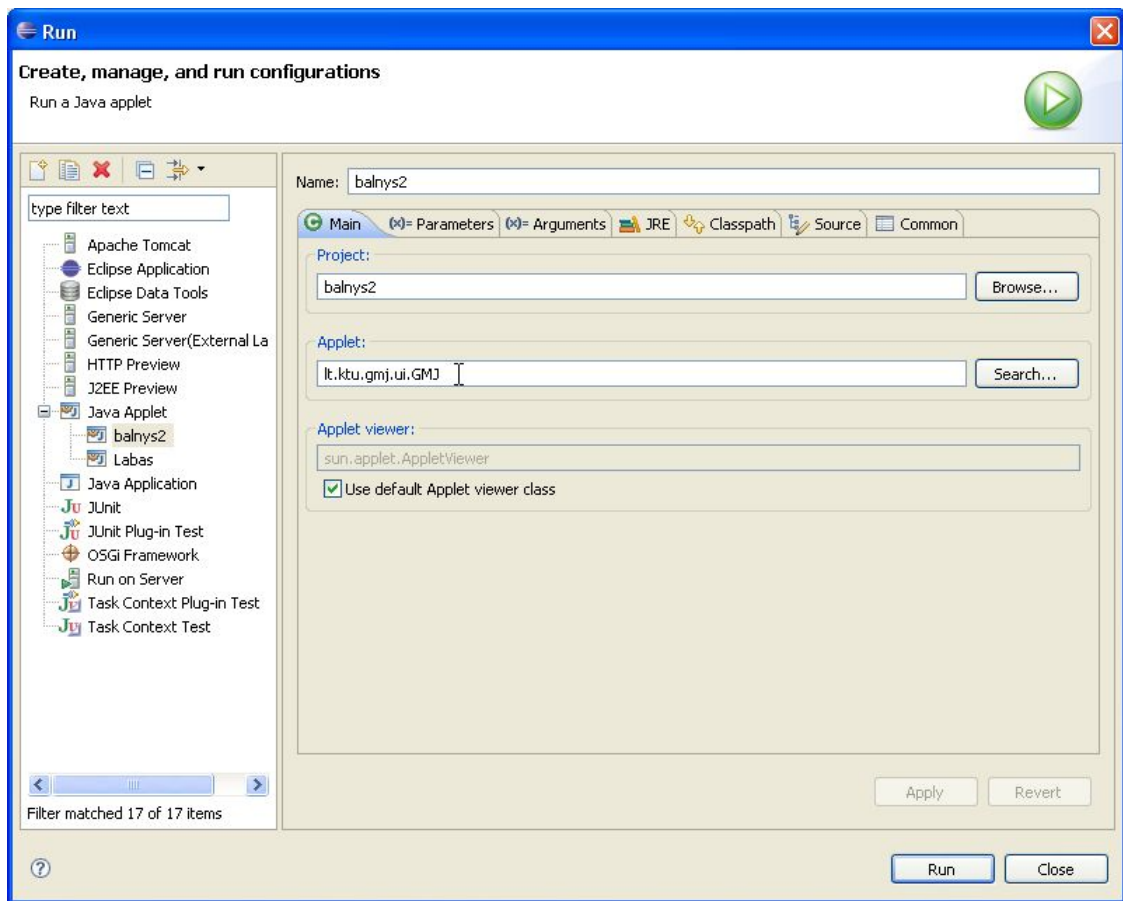 Run
Create, manage, and run configurations
Run a Java applet
type filter text
Apache Tomcat
Eclipse Application
Eclipse Data Tools
Generic Server
Generic Server(External La
HTTP Preview
J2EE Preview
Java Applet
balnys2
Labas
Java Application
Ju JUnit
JUnit Plug-in Test
OSGi Framework
Run on Server
Task Context Plug-in Test
Task Context Test
Filter matched 17 of 17 items
Name: balnys2
Main (x)= Parameters (x)= Arguments JRE Classpath Source Common
Project:
balnys2 Browse...
Applet:
lt.ktu.gmj.ui.GMJ Search...
Applet viewer:
sun.applet.AppletViewer
Use default Applet viewer class
Apply Revert
Run Close